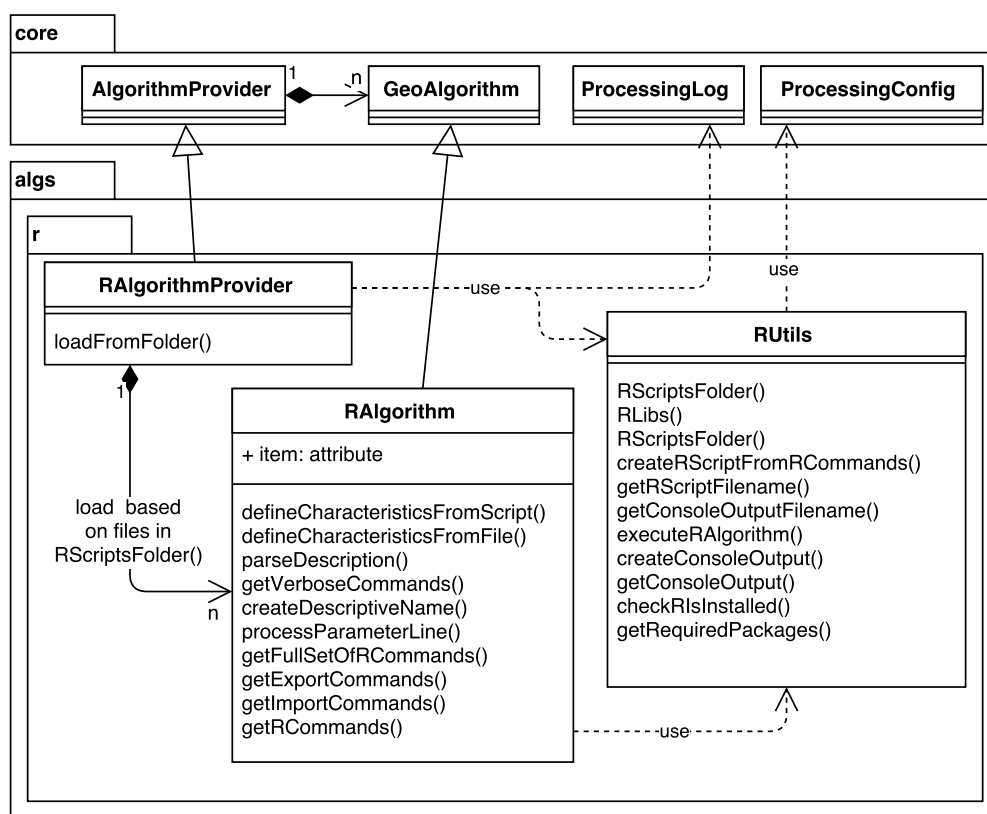 core
AlgorithmProvider
1
n
GeoAlgorithm
ProcessingLog
ProcessingConfig
algs
r
RAlgorithmProvider
loadFromFolder()
use
use
use
1
n
load based
on files in
RScriptsFolder()
RAlgorithm
+ item: attribute
defineCharacteristicsFromScript()
defineCharacteristicsFromFile()
parseDescription()
getVerboseCommands()
createDescriptiveName()
processParameterLine()
getFullSetOfRCommands()
getExportCommands()
getImportCommands()
getRCommands()
RUtils
RScriptsFolder()
RLibs()
RScriptsFolder()
createRScriptFromRCommands()
getRScriptFilename()
getConsoleOutputFilename()
executeRAlgorithm()
createConsoleOutput()
getConsoleOutput()
checkRIsInstalled()
getRequiredPackages()